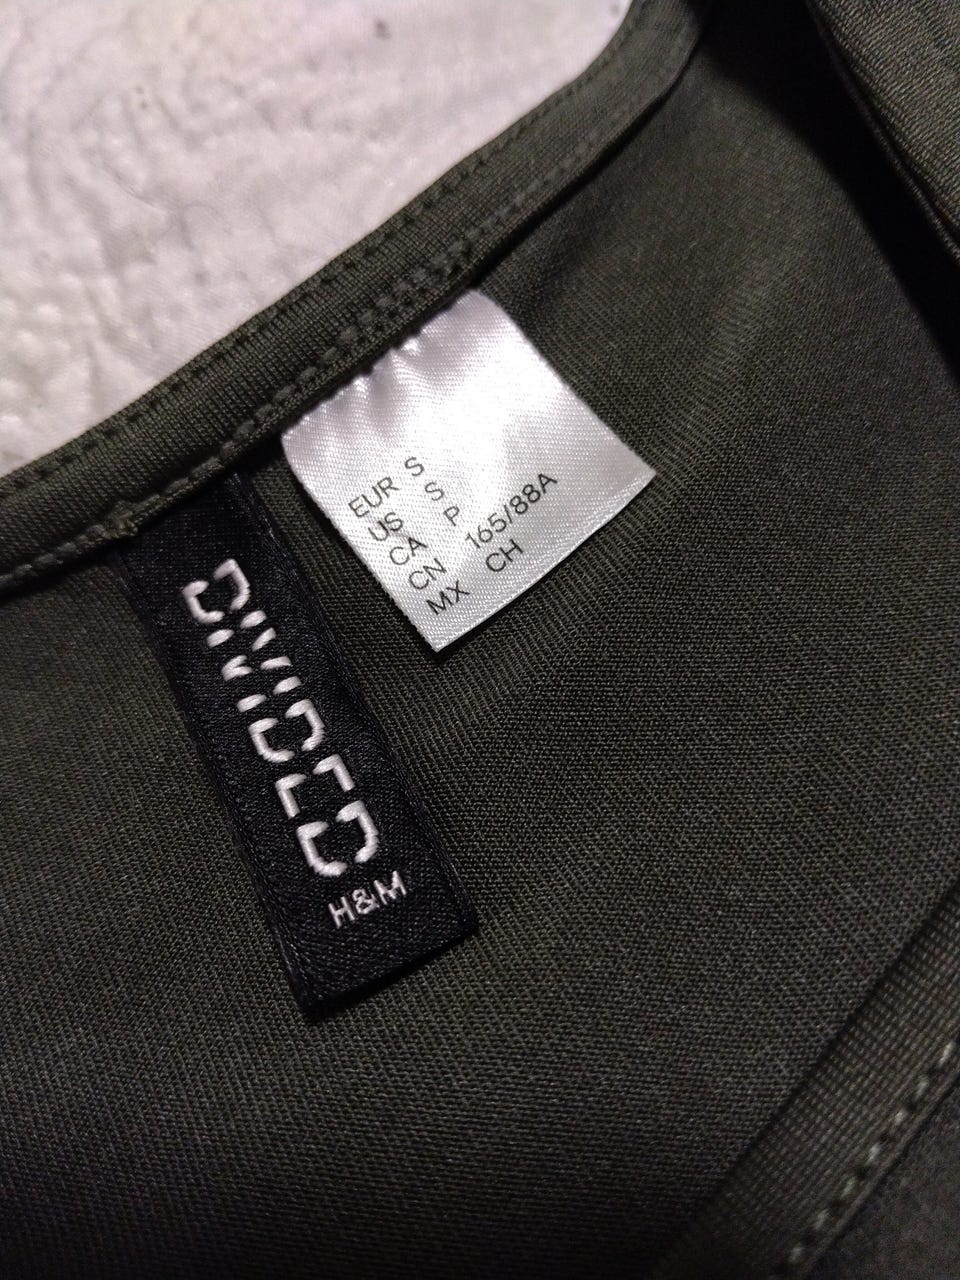 EUR S
US S
CA P
CN 165/88A
MX CH
DIVIDED
H&M